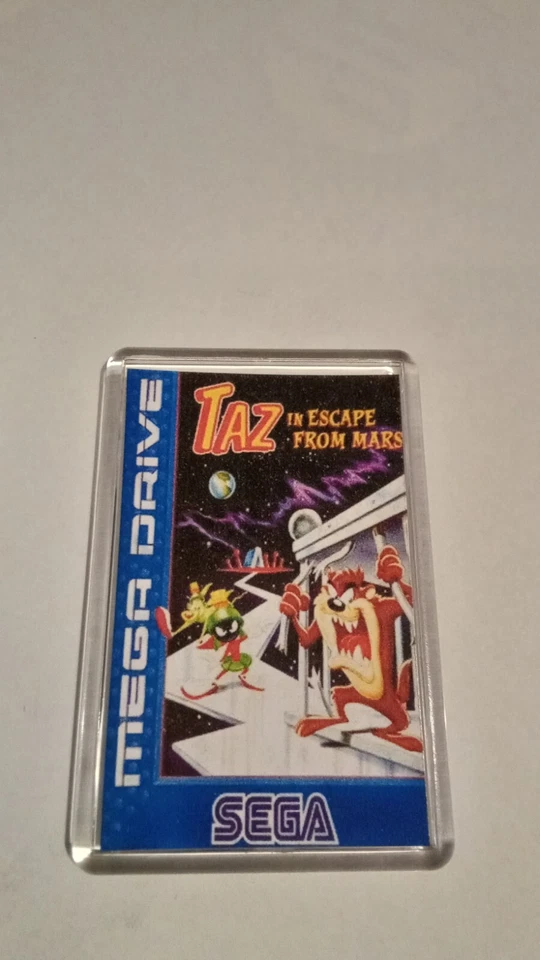 MEGA DRIVE
TAZ
IN ESCAPE
FROM MARS
SEGA